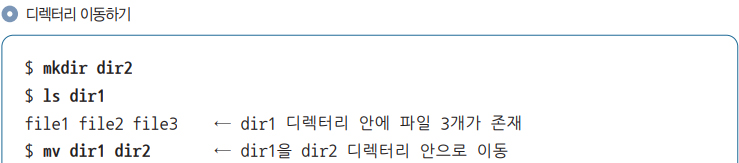 디렉터리 이동하기
$ mkdir dir2
$ ls dir1
file1 file2 file3 ← dir1 디렉터리 안에 파일 3개가 존재
$ mv dir1 dir2 ← dir1을 dir2 디렉터리 안으로 이동